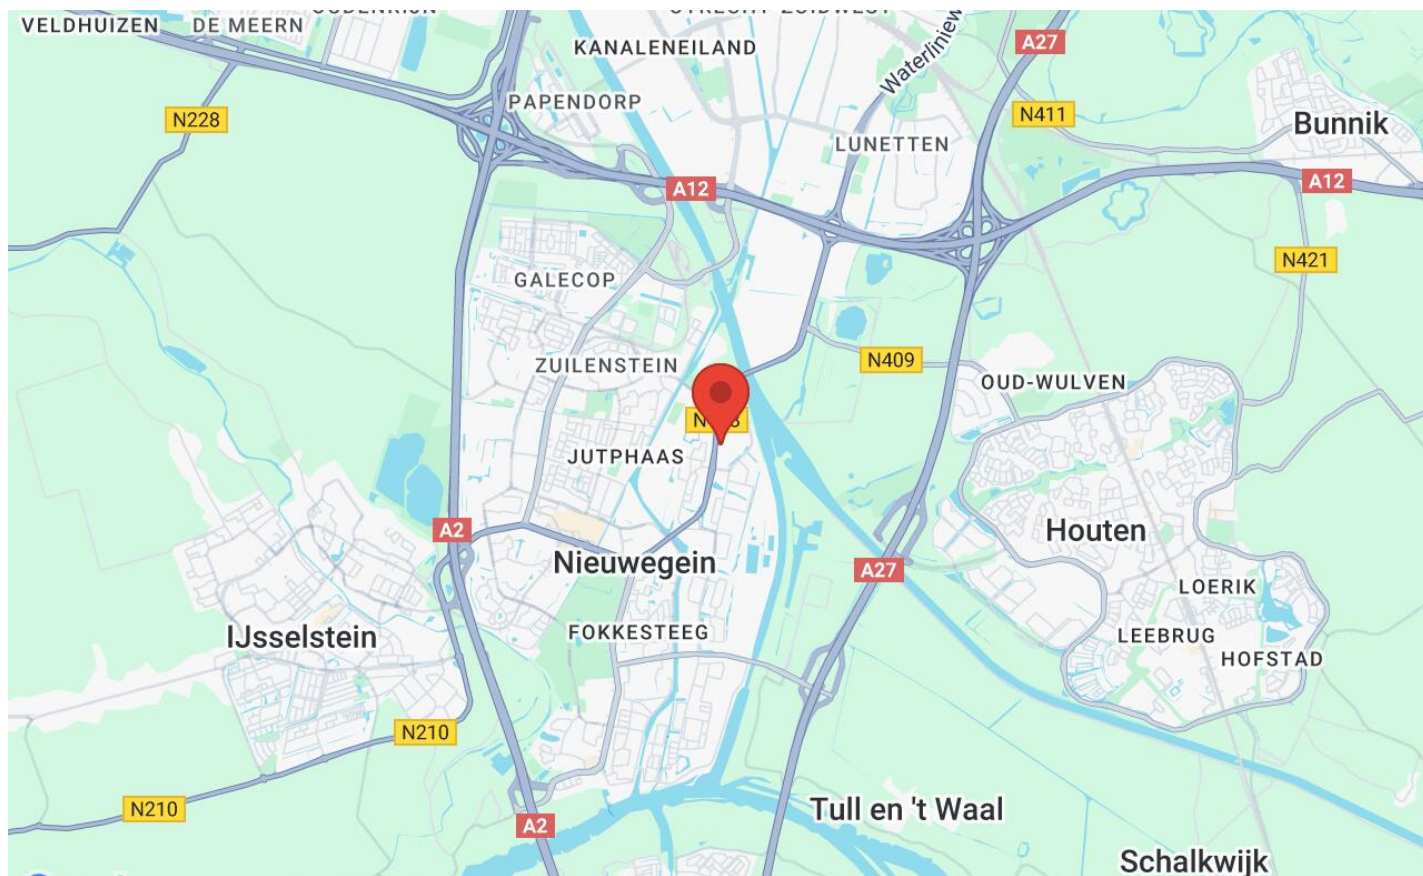 VELDHUIZEN
DE MEERN
KANALENEILAND
A27
PAPENDORP
N228
N411
Bunnik
LUNETTEN
A12
A12
N421
GALECOP
ZUILENSTEIN
N409
OUD-WULVEN
JUTPHAAS
A2
Houten
Nieuwegein
A27
LOERIK
FOKKESTEEG
IJsselstein
LEEBRUG
HOFSTAD
N210
N210
A2
Tull en 't Waal
Schalkwijk